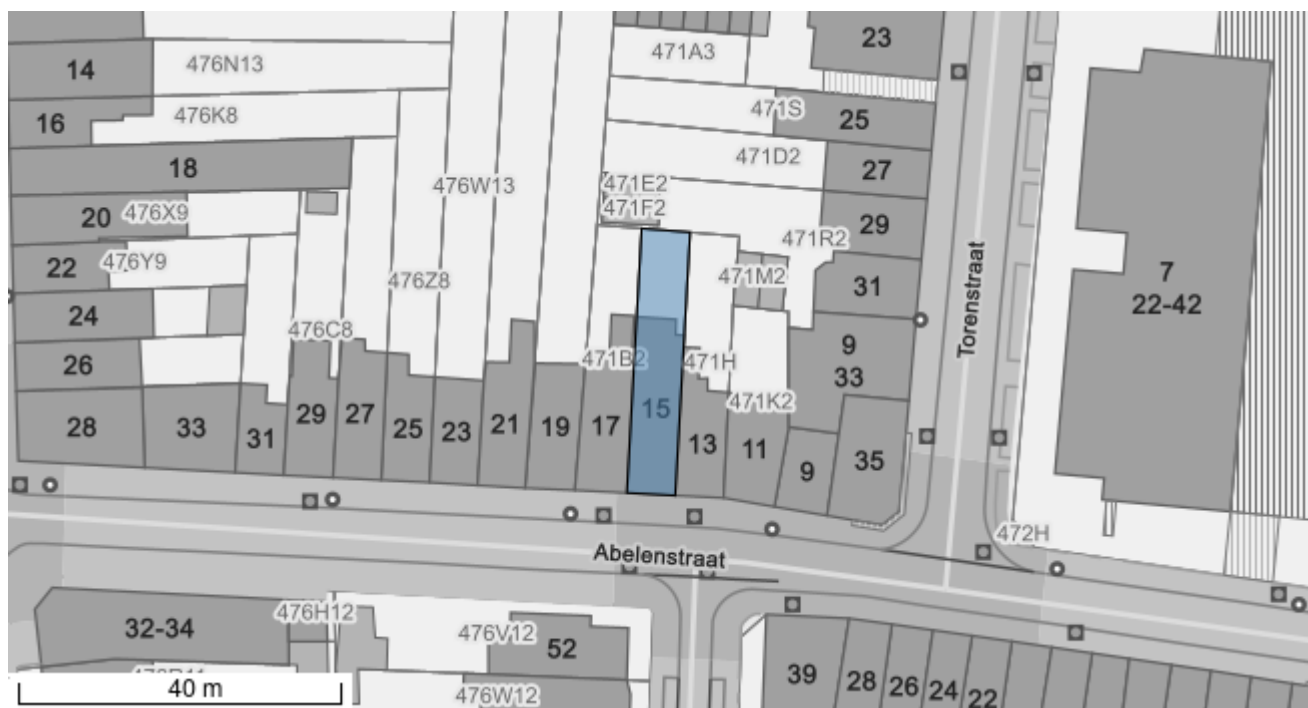 23
471A3
14
476N13
16
476K8
471S
25
18
471D2
27
476W13
471E2
471F2
20
476X9
29
471R2
22
476Y9
476Z8
471M2
31
7
22-42
Torenstraat
24
476C8
9
33
26
471B2
471H
471K2
28
33
31
29
27
25
23
21
19
17
15
13
11
9
35
472H
Abelenstraat
32-34
476H12
476V12
52
39
28
26
24
22
476W12
40 m